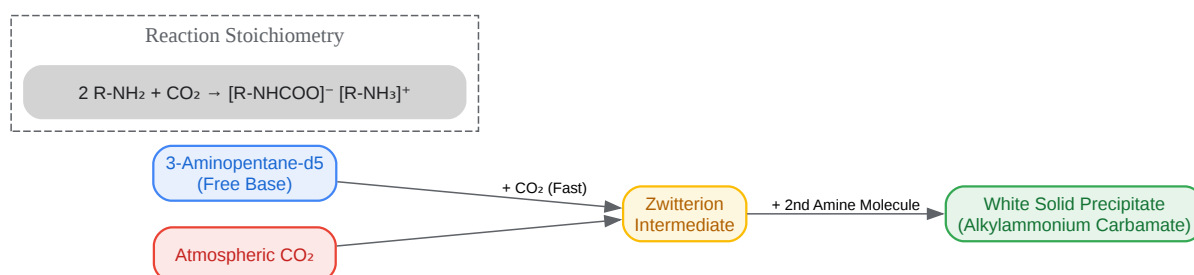 Reaction Stoichiometry
2 R-NH₂ + CO₂ → [R-NHCOO]⁻ [R-NH₃]⁺
3-Aminopentane-d5
(Free Base)
+ CO₂ (Fast)
Atmospheric CO₂
Zwitterion
Intermediate
+ 2nd Amine Molecule
White Solid Precipitate
(Alkylammonium Carbamate)